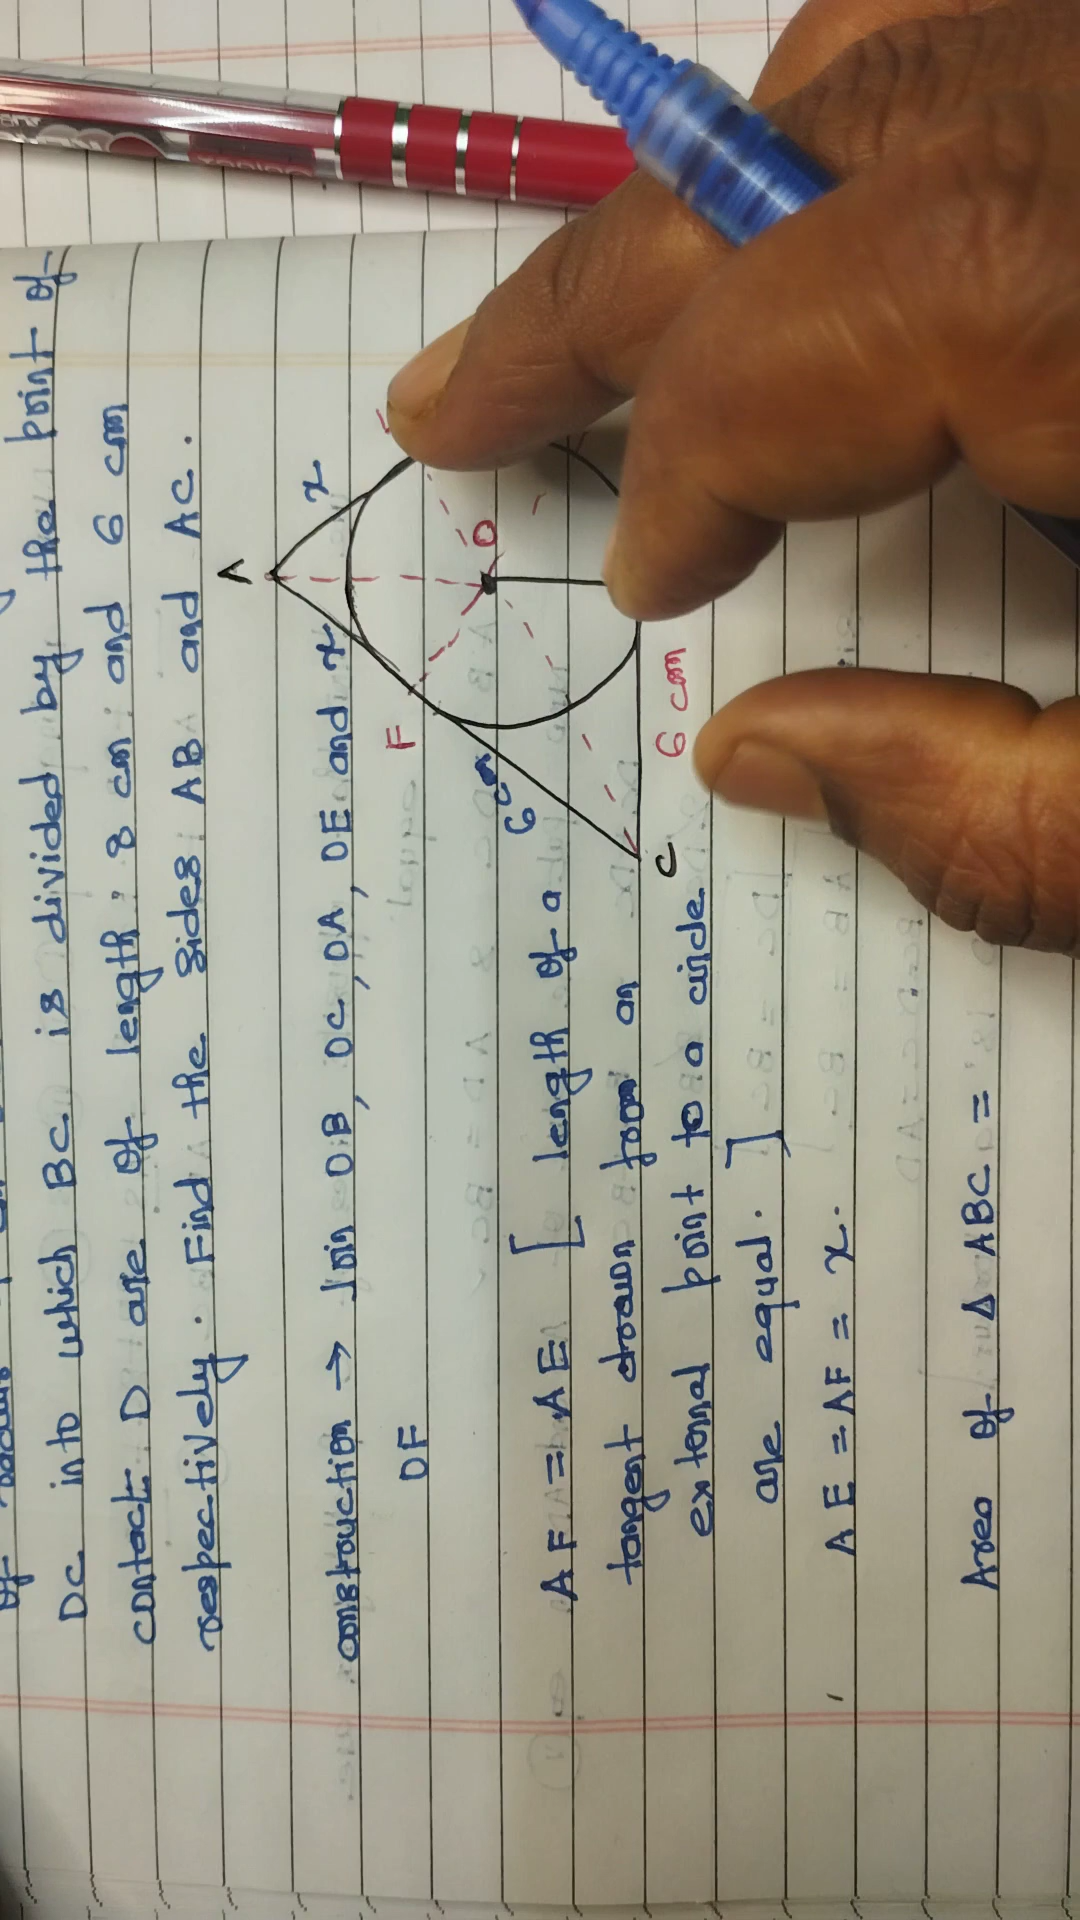 DC into which BC is divided by the point of
contact D are of length 8 cm and 6 cm
respectively. Find the sides AB and AC.
construction → Join OB, OC, OA, OE and
OF
AF = AE [ length of a
tangent drawn from an
external point to a circle
are equal. ]
AE = AF = x.
Area of Δ ABC =
A
x
x
F
O
6 cm
6 cm
C